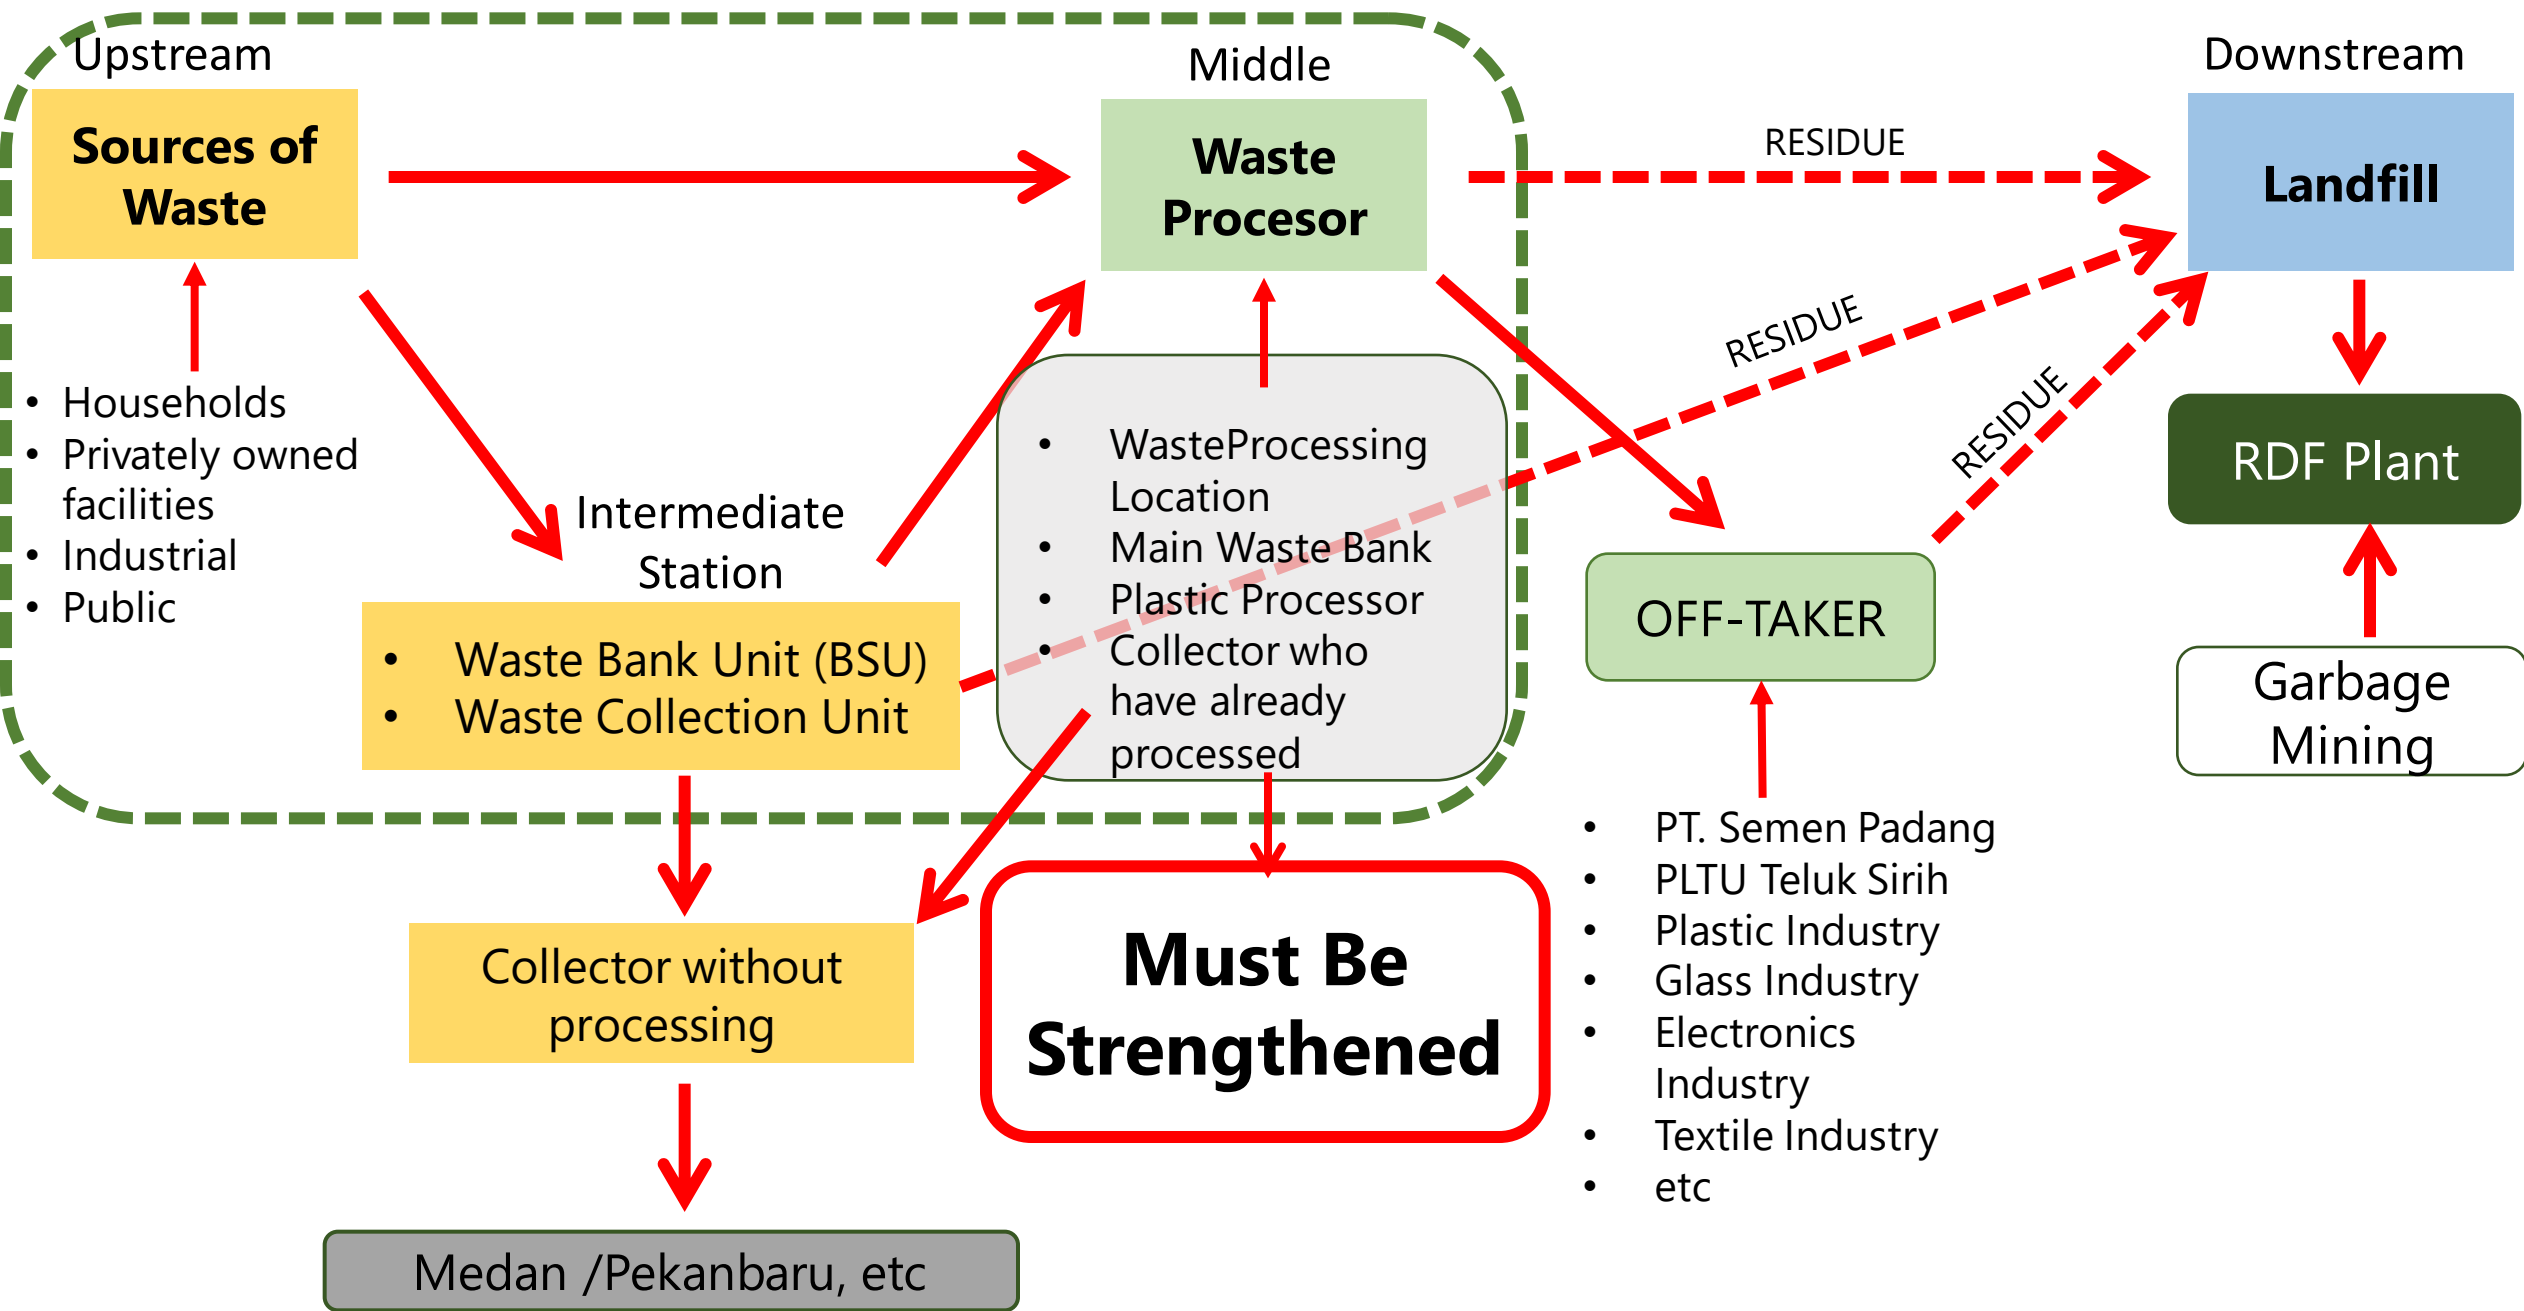 Upstream
Sources of
Waste
• Households
• Privately owned
facilities
• Industrial
• Public
Intermediate
Station
• Waste Bank Unit (BSU)
• Waste Collection Unit
Collector without
processing
Medan /Pekanbaru, etc
Middle
Waste
Procesor
• WasteProcessing
Location
• Main Waste Bank
• Plastic Processor
• Collector who
have already
processed
Must Be
Strengthened
RESIDUE
RESIDUE
RESIDUE
OFF-TAKER
• PT. Semen Padang
• PLTU Teluk Sirih
• Plastic Industry
• Glass Industry
• Electronics
Industry
• Textile Industry
• etc
Downstream
Landfill
RDF Plant
Garbage
Mining